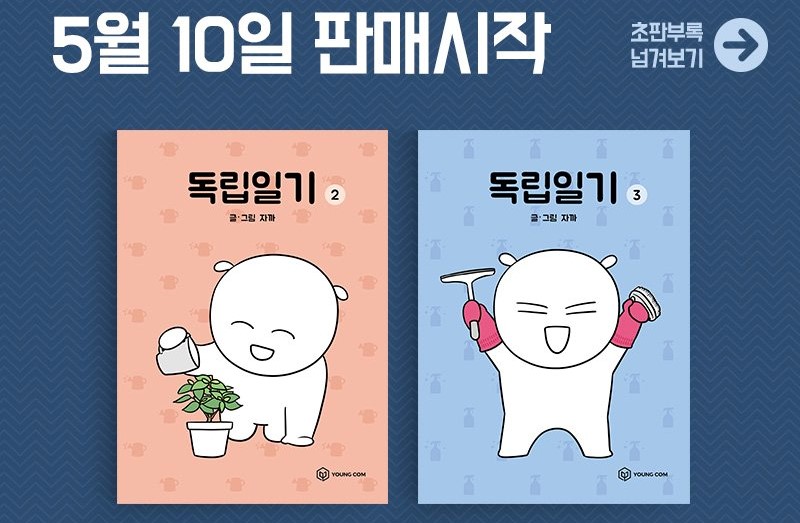 5월 10일 판매시작
초판부록
넘겨보기
독립일기 2
글·그림 자까
YOUNG COM
독립일기 3
글·그림 자까
YOUNG COM